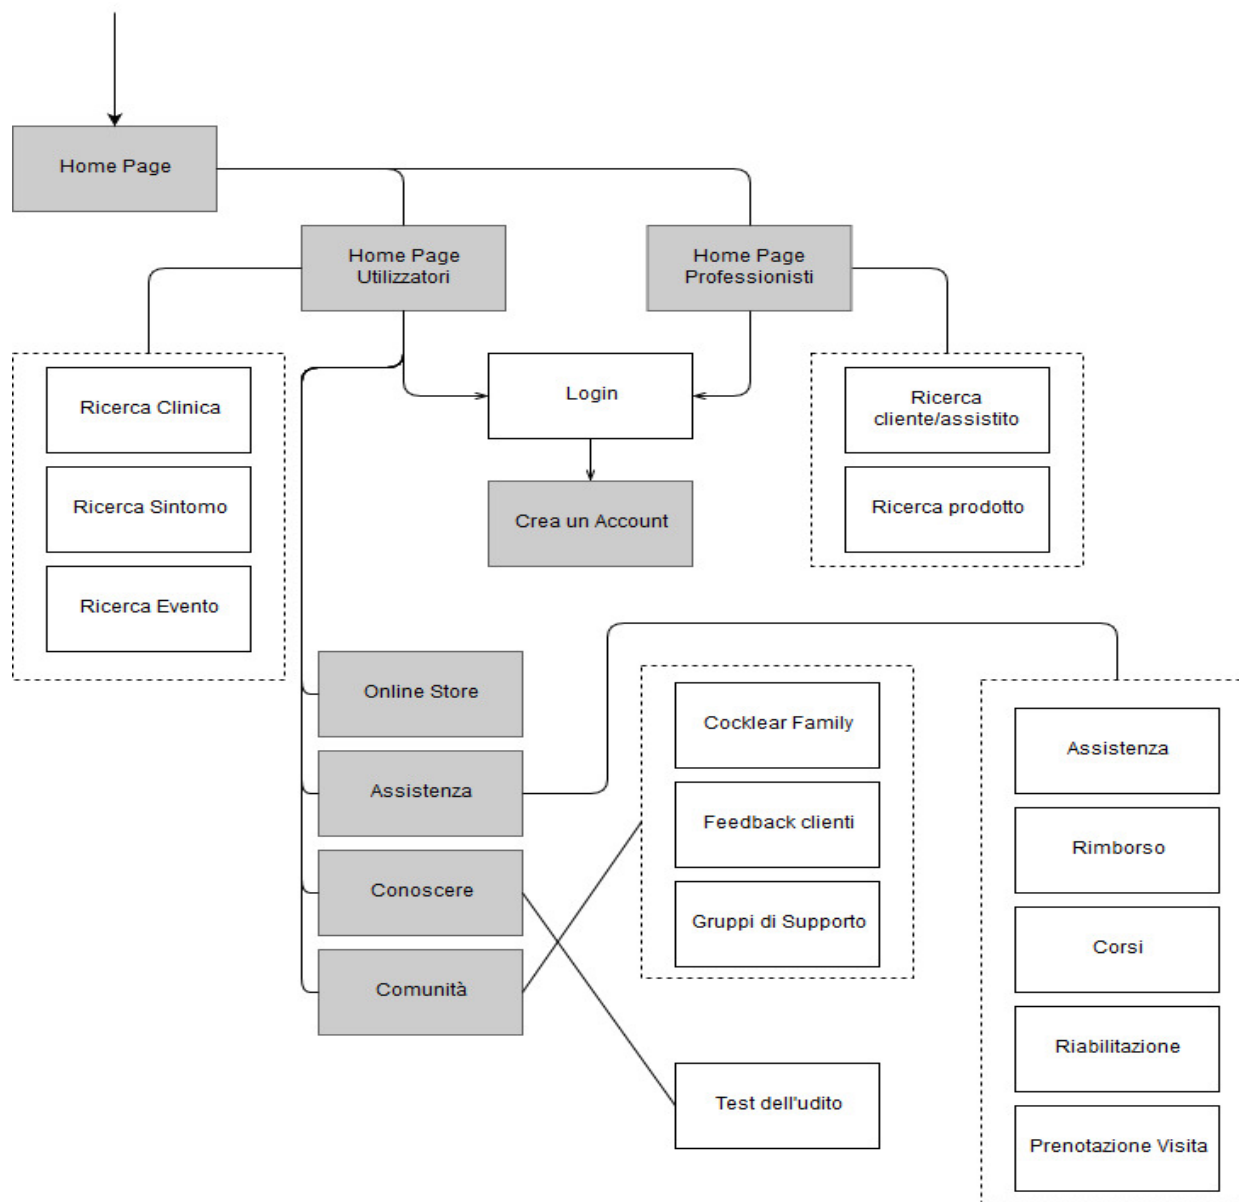 Home Page
Home Page
Utilizzatori
Home Page
Professionisti
Ricerca Clinica
Login
Ricerca
cliente/assistito
Ricerca Sintomo
Crea un Account
Ricerca prodotto
Ricerca Evento
Online Store
Cocklear Family
Assistenza
Assistenza
Feedback clienti
Rimborso
Conoscere
Gruppi di Supporto
Corsi
Comunità
Riabilitazione
Test dell'udito
Prenotazione Visita